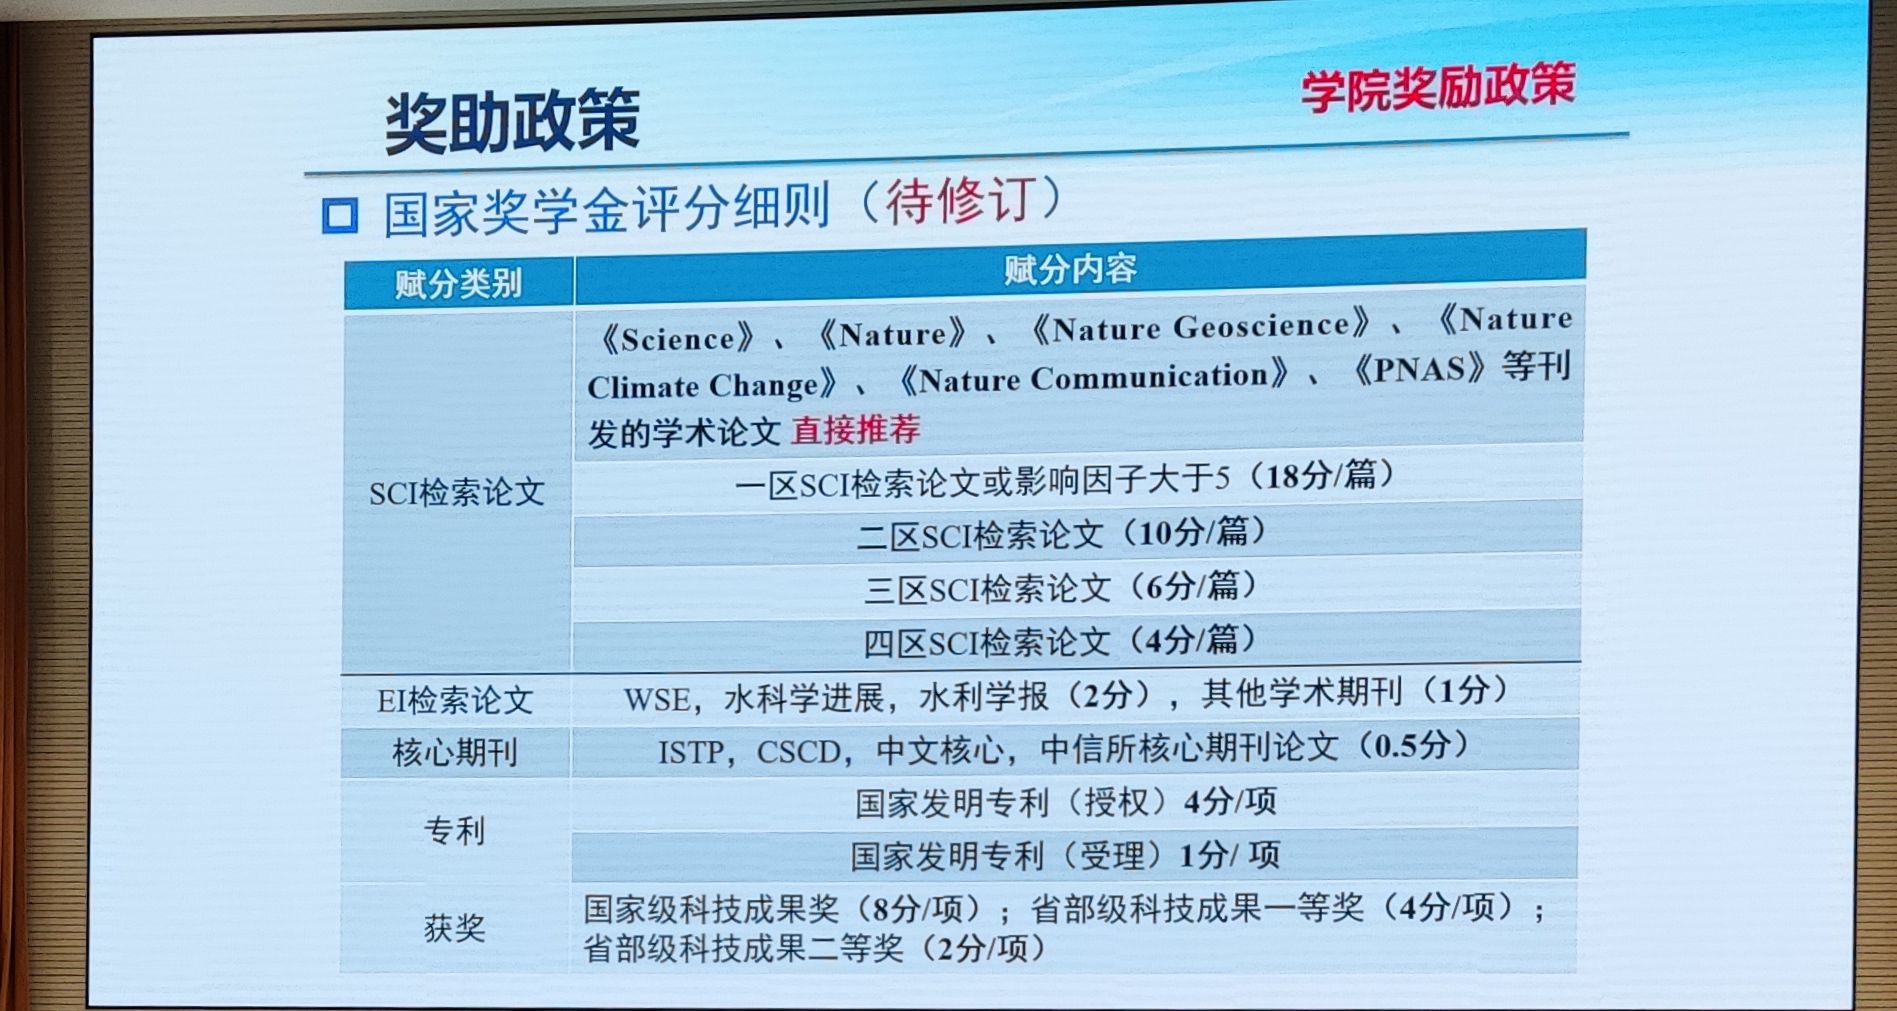 奖助政策
学院奖励政策
国家奖学金评分细则（待修订）
赋分类别
赋分内容
SCI检索论文
《Science》、《Nature》、《Nature Geoscience》、《Nature
Climate Change》、《Nature Communication》、《PNAS》等刊
发的学术论文 直接推荐
一区SCI检索论文或影响因子大于5（18分/篇）
二区SCI检索论文（10分/篇）
三区SCI检索论文（6分/篇）
四区SCI检索论文（4分/篇）
EI检索论文
WSE，水科学进展，水利学报（2分），其他学术期刊（1分）
核心期刊
ISTP，CSCD，中文核心，中信所核心期刊论文（0.5分）
专利
国家发明专利（授权）4分/项
国家发明专利（受理）1分/ 项
获奖
国家级科技成果奖（8分/项）；省部级科技成果一等奖（4分/项）；
省部级科技成果二等奖（2分/项）